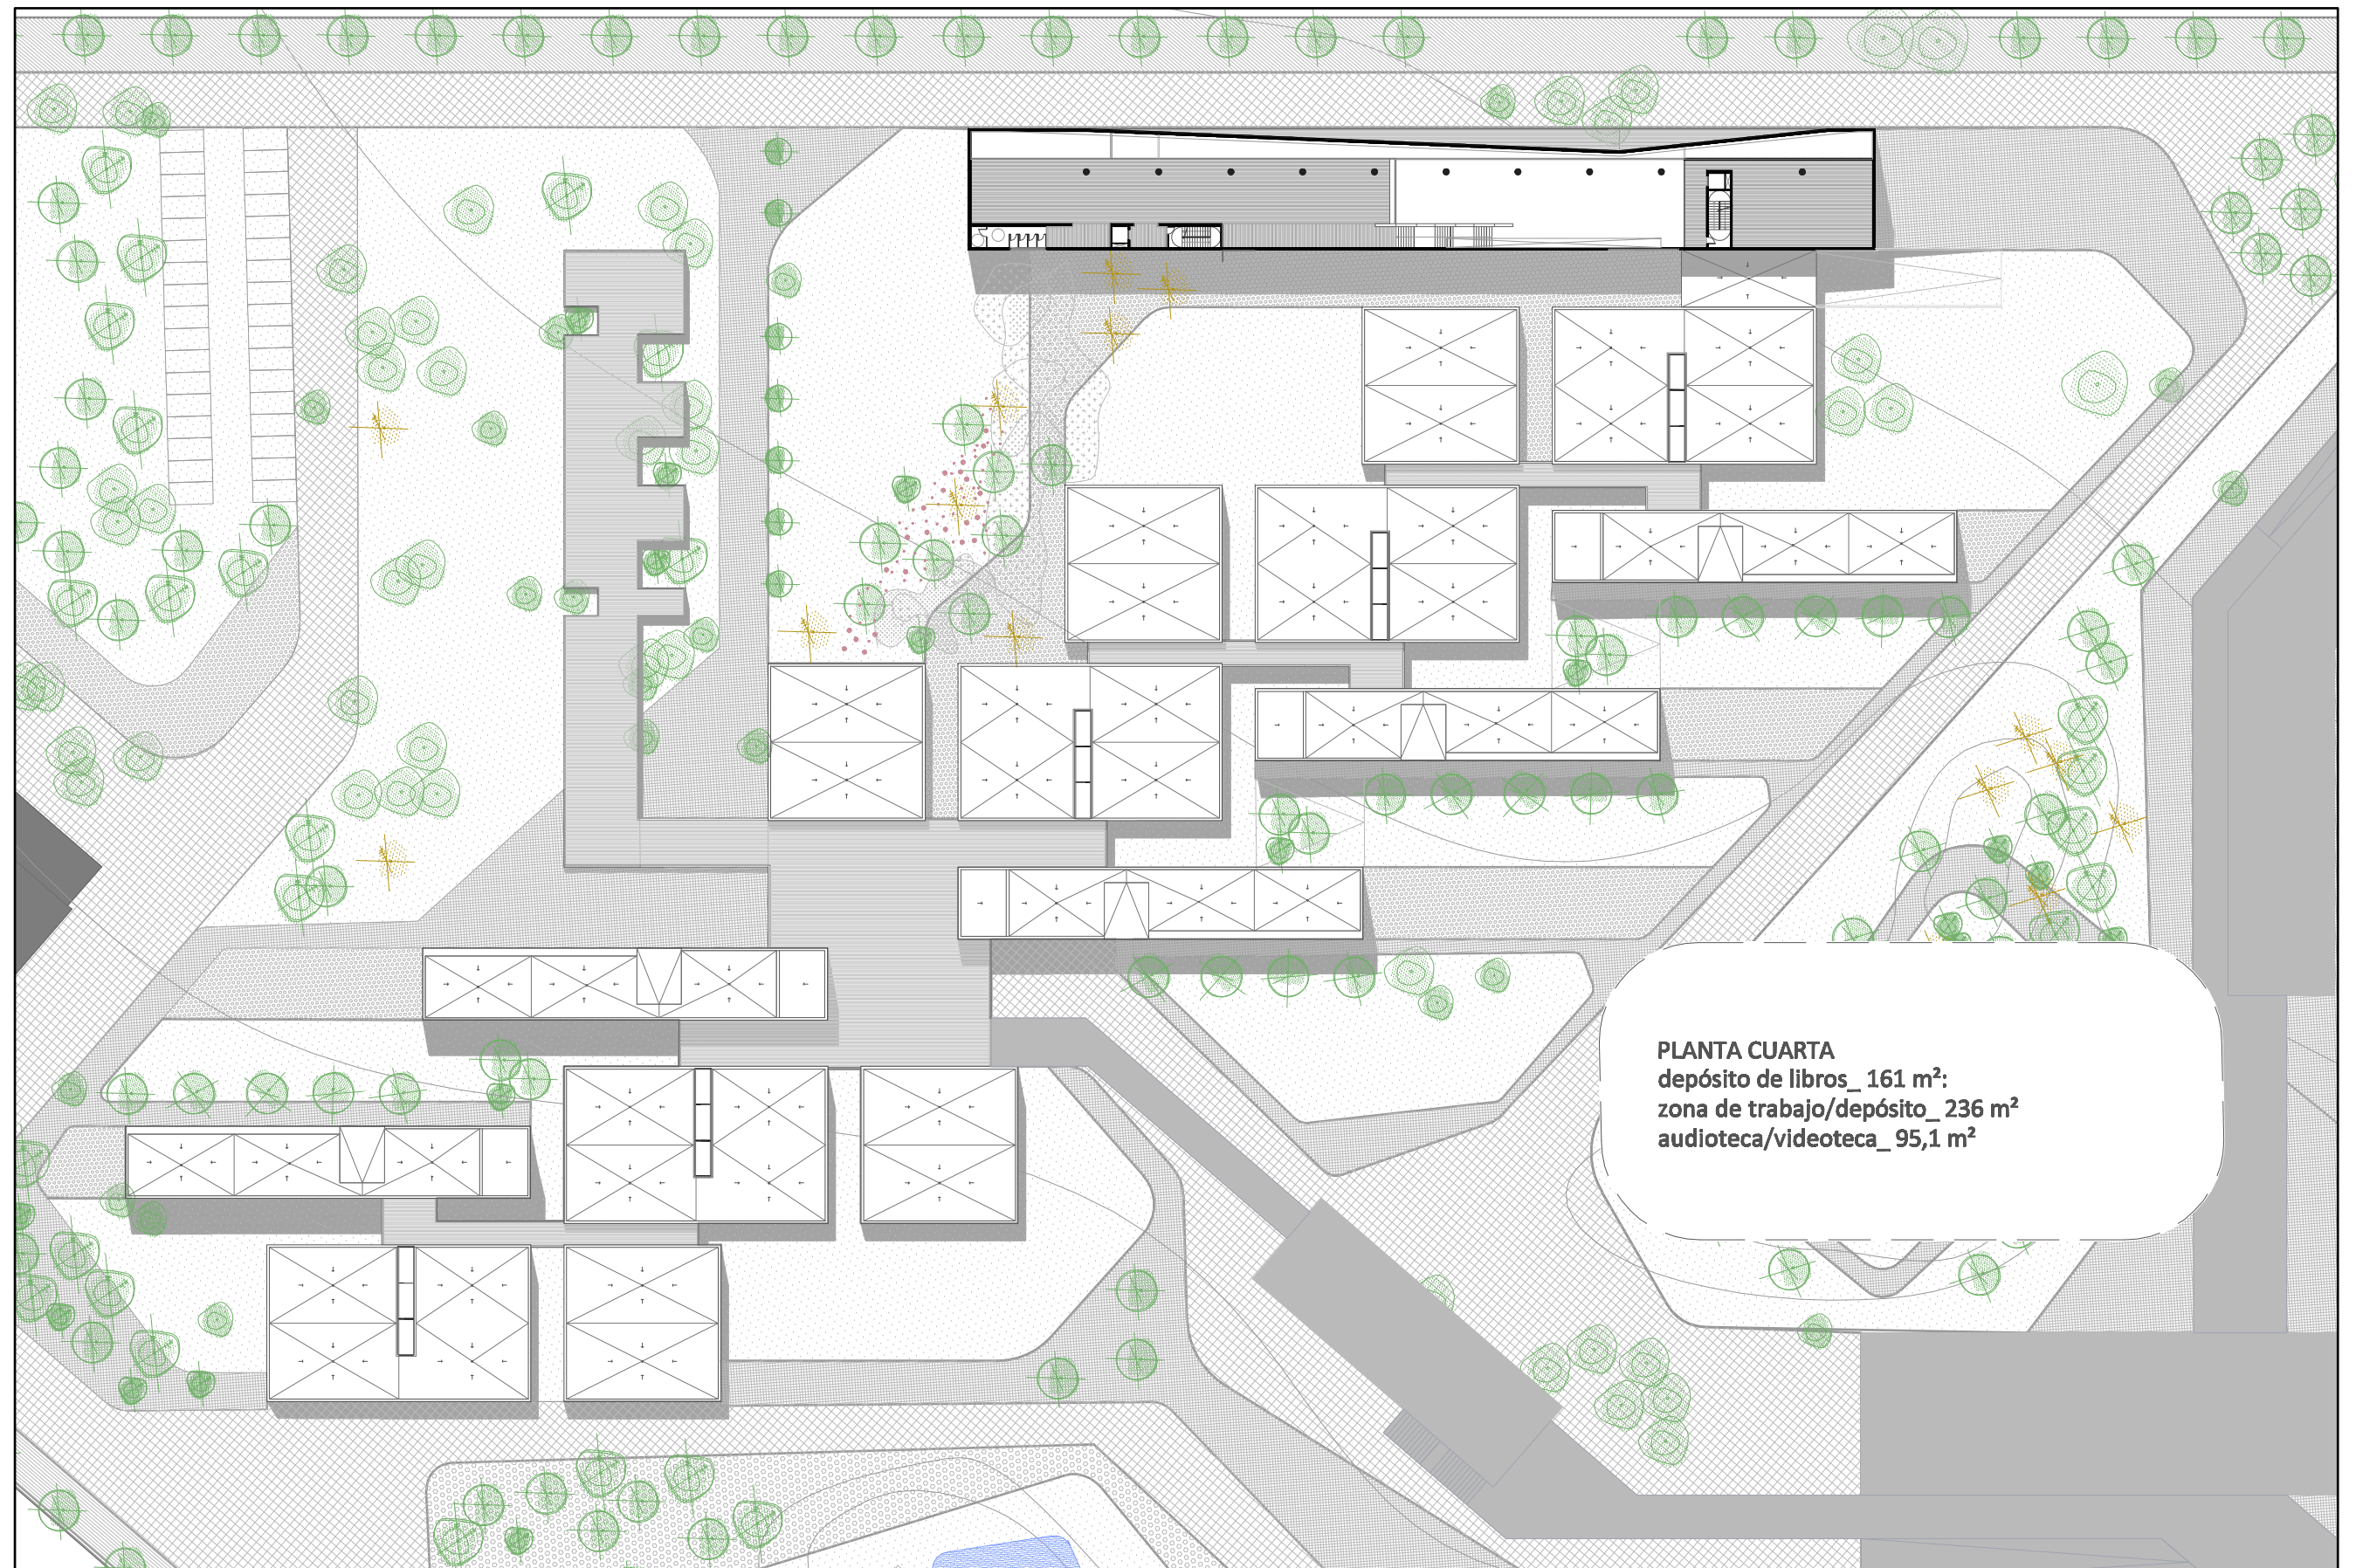 PLANTA CUARTA
depósito de libros_ 161 m²:
zona de trabajo/depósito_ 236 m²
audioteca/videoteca_ 95,1 m²